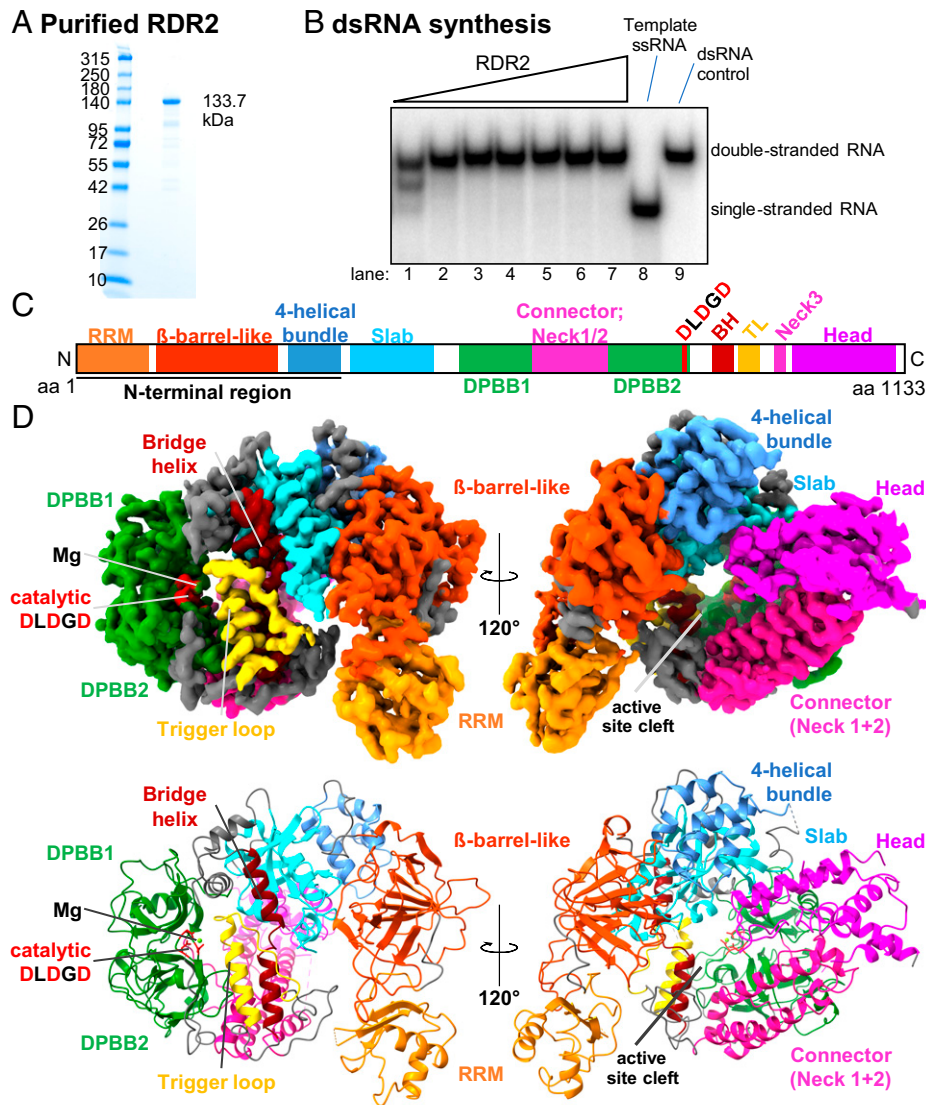 A Purified RDR2
315
250
180
140
95
72
55
42
26
17
10
133.7
kDa
B dsRNA synthesis
Template
ssRNA
dsRNA
control
RDR2
double-stranded RNA
single-stranded RNA
lane: 1 2 3 4 5 6 7 8 9
C
RRM
ß-barrel-like
4-helical
bundle
Slab
Connector;
Neck1/2
DLDGD
BH
TL
Neck3
Head
N
C
aa 1
N-terminal region
DPBB1
DPBB2
aa 1133
D
Bridge
helix
DPBB1
Mg
catalytic
DLDGD
DPBB2
Trigger loop
ß-barrel-like
RRM
120°
4-helical
bundle
Slab
Head
active
site cleft
Connector
(Neck 1+2)
Bridge
helix
DPBB1
Mg
catalytic
DLDGD
DPBB2
Trigger loop
ß-barrel-like
RRM
120°
4-helical
bundle
Slab
Head
active
site cleft
Connector
(Neck 1+2)